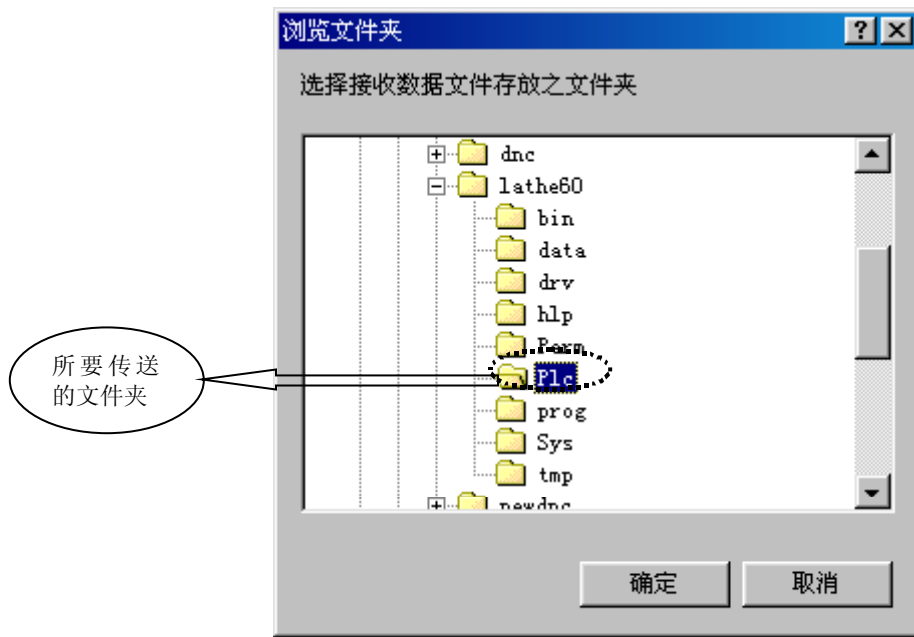 浏览文件夹
选择接收数据文件存放之文件夹
dnc
lathe60
bin
data
drv
hlp
Parm
Plc
prog
Sys
tmp
newdnc
所要传送
的文件夹
确定
取消